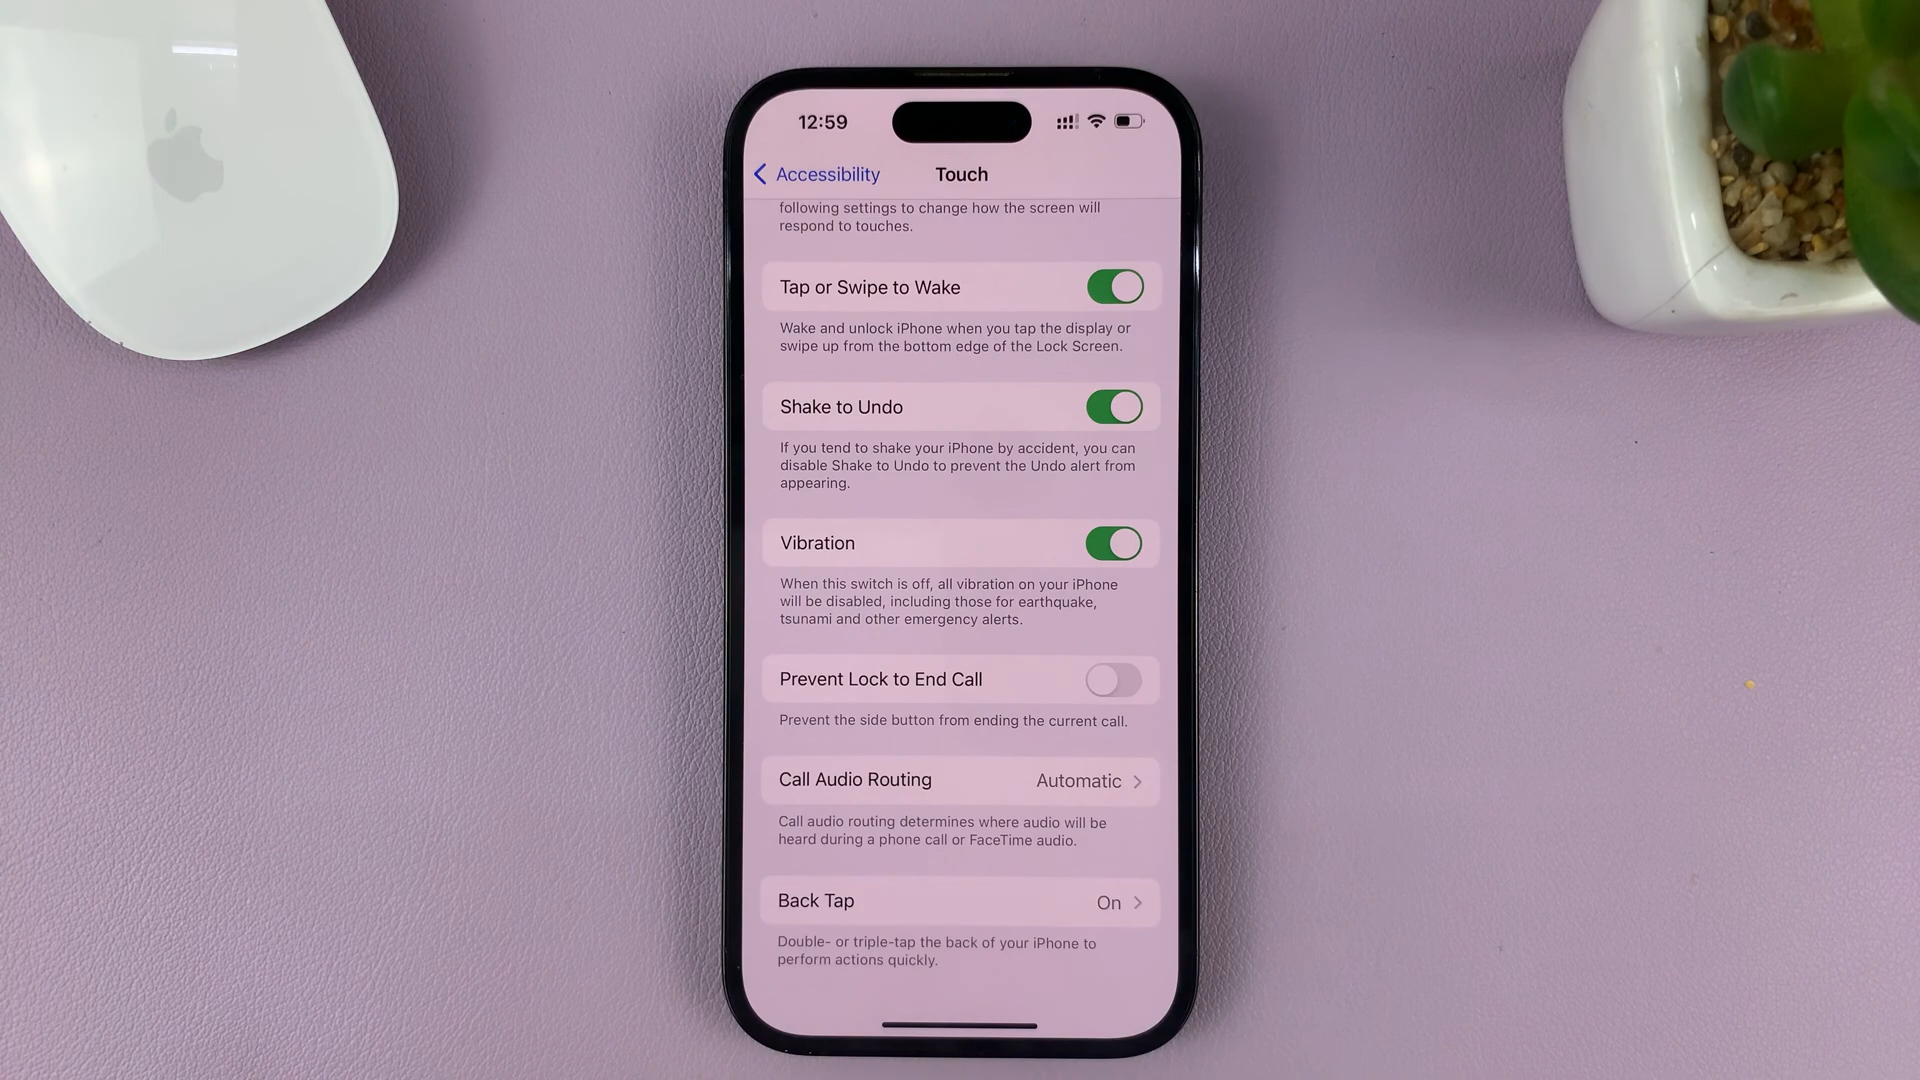 12:59
Accessibility
Touch
following settings to change how the screen will
respond to touches.
Tap or Swipe to Wake
Wake and unlock iPhone when you tap the display or
swipe up from the bottom edge of the Lock Screen.
Shake to Undo
If you tend to shake your iPhone by accident, you can
disable Shake to Undo to prevent the Undo alert from
appearing.
Vibration
When this switch is off, all vibration on your iPhone
will be disabled, including those for earthquake,
tsunami and other emergency alerts.
Prevent Lock to End Call
Prevent the side button from ending the current call.
Call Audio Routing Automatic
Call audio routing determines where audio will be
heard during a phone call or FaceTime audio.
Back Tap On
Double- or triple-tap the back of your iPhone to
perform actions quickly.